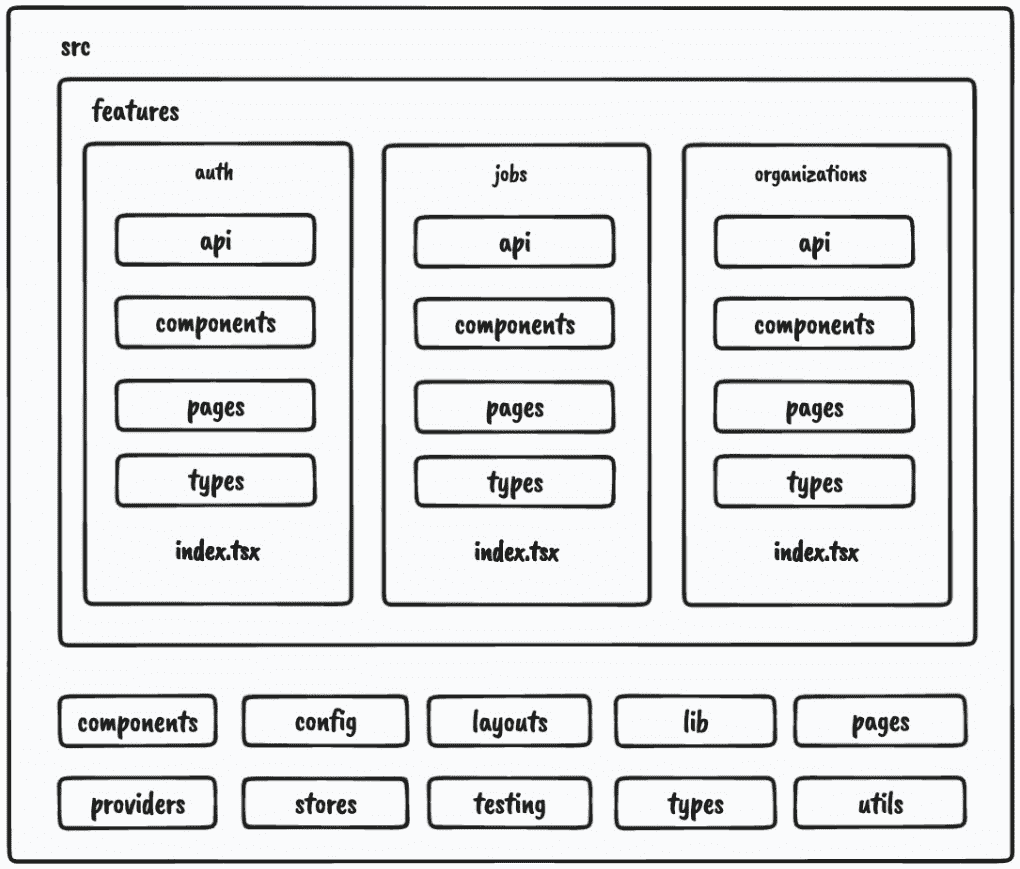 src
features
auth
api
components
pages
types
index.tsx
jobs
api
components
pages
types
index.tsx
organizations
api
components
pages
types
index.tsx
components
config
layouts
lib
pages
providers
stores
testing
types
utils